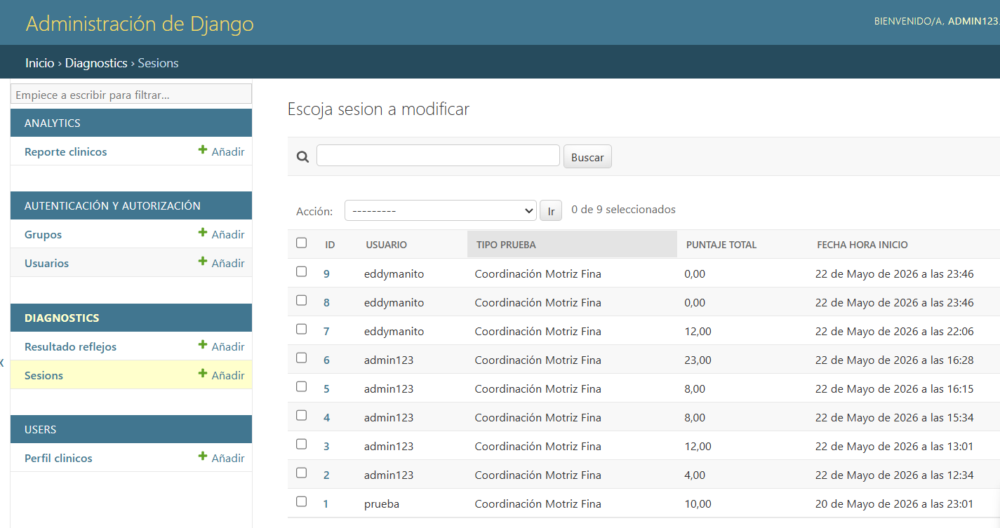 Administración de Django
BIENVENIDO/A, ADMIN123.
Inicio › Diagnostics › Sesions
Empiece a escribir para filtrar...
ANALYTICS
Reporte clinicos Añadir
AUTENTICACIÓN Y AUTORIZACIÓN
Grupos Añadir
Usuarios Añadir
DIAGNOSTICS
Resultado reflejos Añadir
Sesions Añadir
USERS
Perfil clinicos Añadir
Escoja sesion a modificar
Buscar
Acción: --------- Ir 0 de 9 seleccionados
ID USUARIO TIPO PRUEBA PUNTAJE TOTAL FECHA HORA INICIO
9 eddymanito Coordinación Motriz Fina 0,00 22 de Mayo de 2026 a las 23:46
8 eddymanito Coordinación Motriz Fina 0,00 22 de Mayo de 2026 a las 23:46
7 eddymanito Coordinación Motriz Fina 12,00 22 de Mayo de 2026 a las 22:06
6 admin123 Coordinación Motriz Fina 23,00 22 de Mayo de 2026 a las 16:28
5 admin123 Coordinación Motriz Fina 8,00 22 de Mayo de 2026 a las 16:15
4 admin123 Coordinación Motriz Fina 8,00 22 de Mayo de 2026 a las 15:34
3 admin123 Coordinación Motriz Fina 12,00 22 de Mayo de 2026 a las 13:01
2 admin123 Coordinación Motriz Fina 4,00 22 de Mayo de 2026 a las 12:34
1 prueba Coordinación Motriz Fina 10,00 20 de Mayo de 2026 a las 23:01